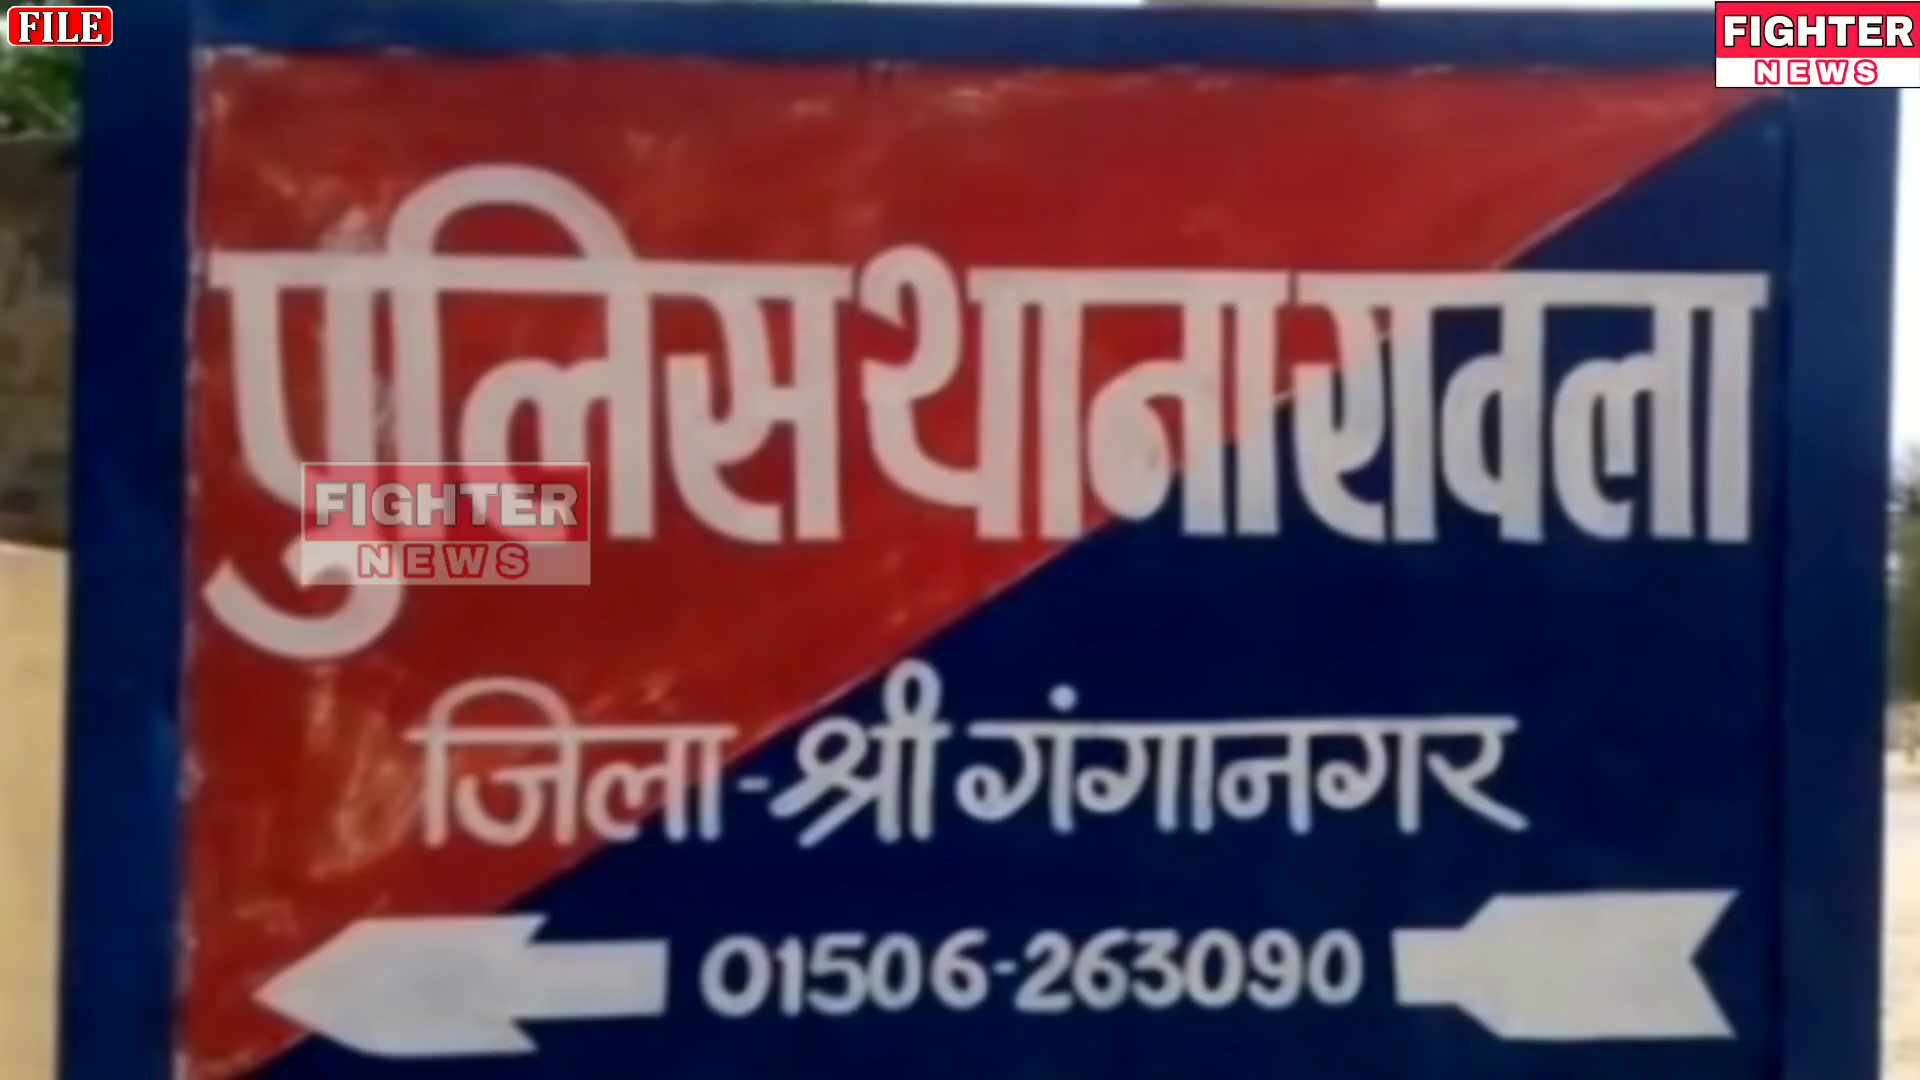 FILE
FIGHTER
NEWS
पुलिस थाना रावला
FIGHTER
NEWS
जिला-श्री गंगानगर
01506-263090